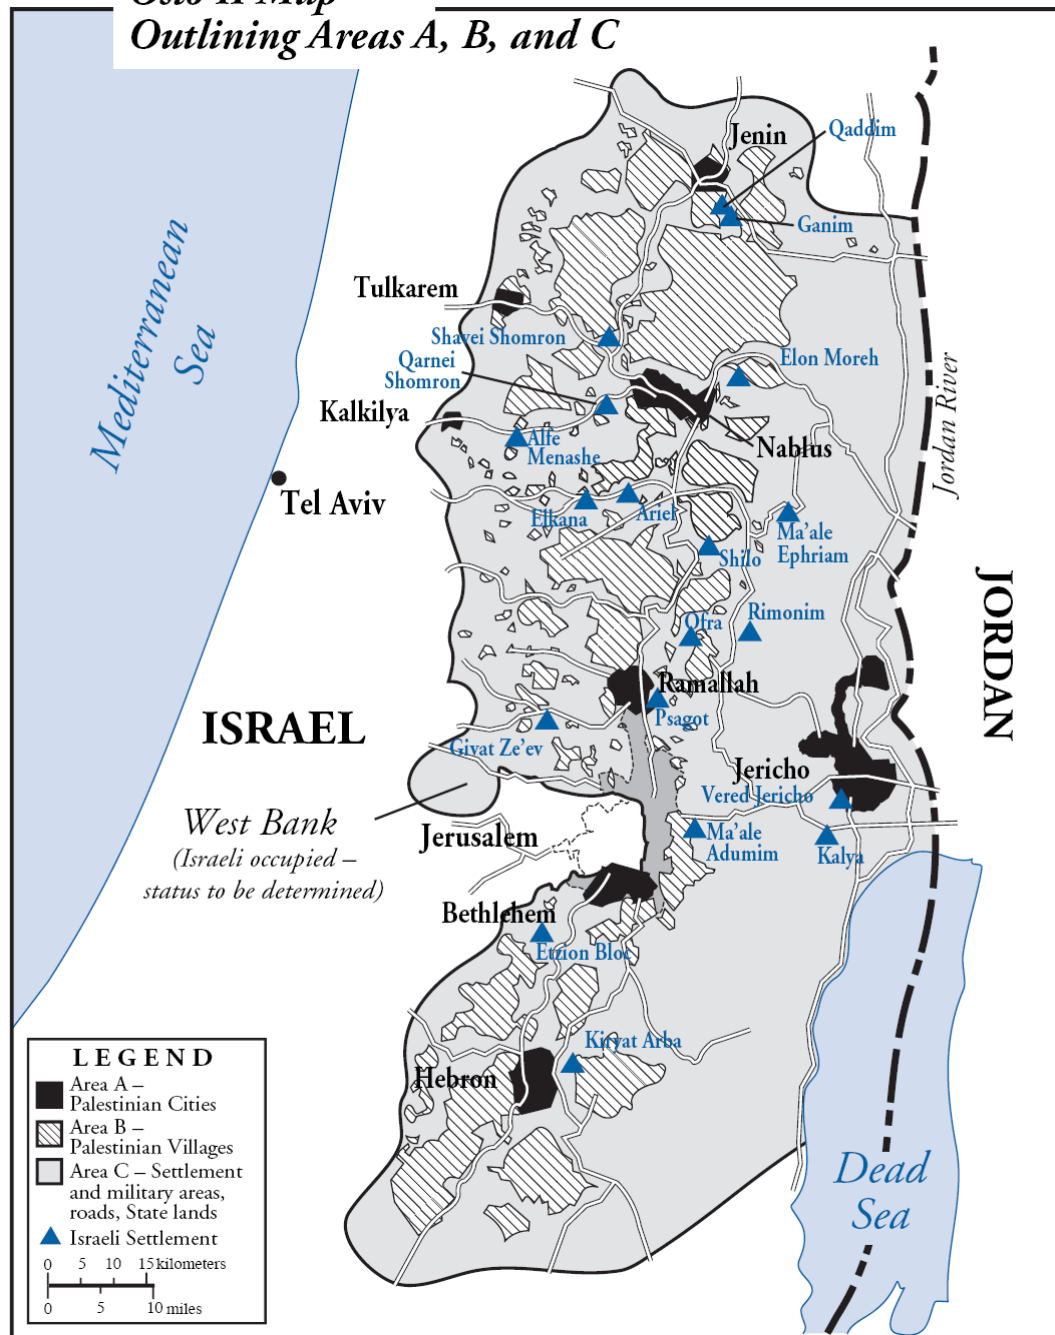 Oslo II Map
Outlining Areas A, B, and C
Jenin
Qaddim
Ganim
Mediterranean
Sea
Tulkarem
Shavei Shomron
Qarnei
Shomron
Elon Moreh
Kalkilya
Alfe
Menashe
Nablus
Jordan River
Tel Aviv
Elkana
Ariel
Ma'ale
Ephriam
Shilo
JORDAN
Ofra
Rimonim
Ramallah
Psagot
ISRAEL
Givat Ze'ev
Jericho
Vered Jericho
West Bank
(Israeli occupied –
status to be determined)
Jerusalem
Ma'ale
Adumim
Kalya
Bethlehem
Etzion Bloc
Kiryat Arba
Hebron
Dead
Sea
LEGEND
Area A –
Palestinian Cities
Area B –
Palestinian Villages
Area C – Settlement
and military areas,
roads, State lands
Israeli Settlement
0 5 10 15 kilometers
0 5 10 miles